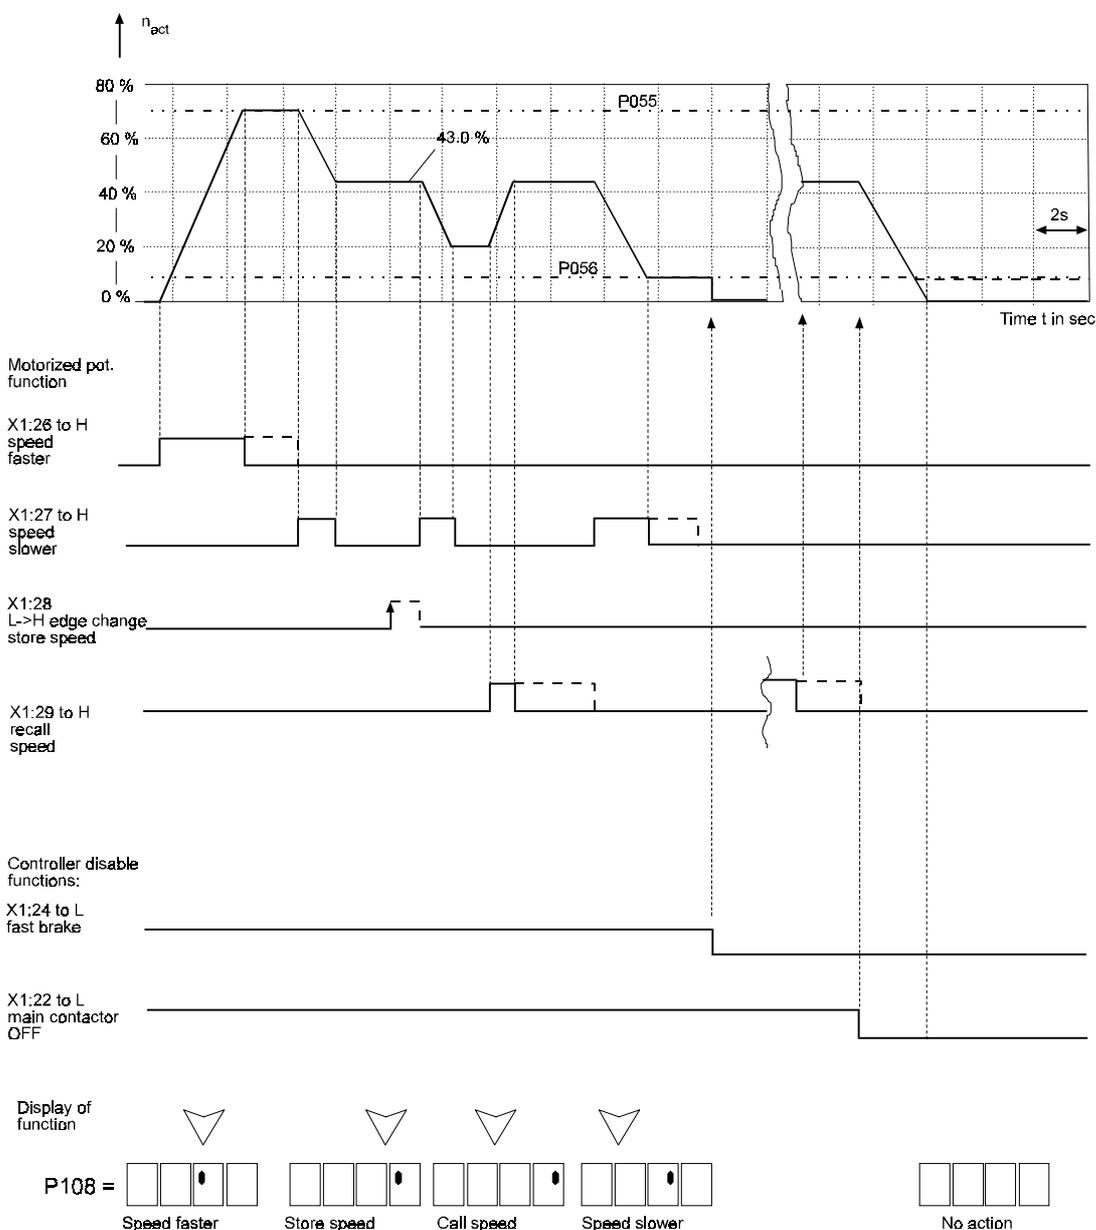 n act
80 %
P055
60 %
43.0 %
40 %
2s
20 %
P056
0 %
Time t in sec
Motorized pot.
function
X1:26 to H
speed
faster
X1:27 to H
speed
slower
X1:28
L->H edge change
store speed
X1:29 to H
recall
speed
Controller disable
functions:
X1:24 to L
fast brake
X1:22 to L
main contactor
OFF
Display of
function
P108 =
Speed faster
Store speed
Call speed
Speed slower
No action